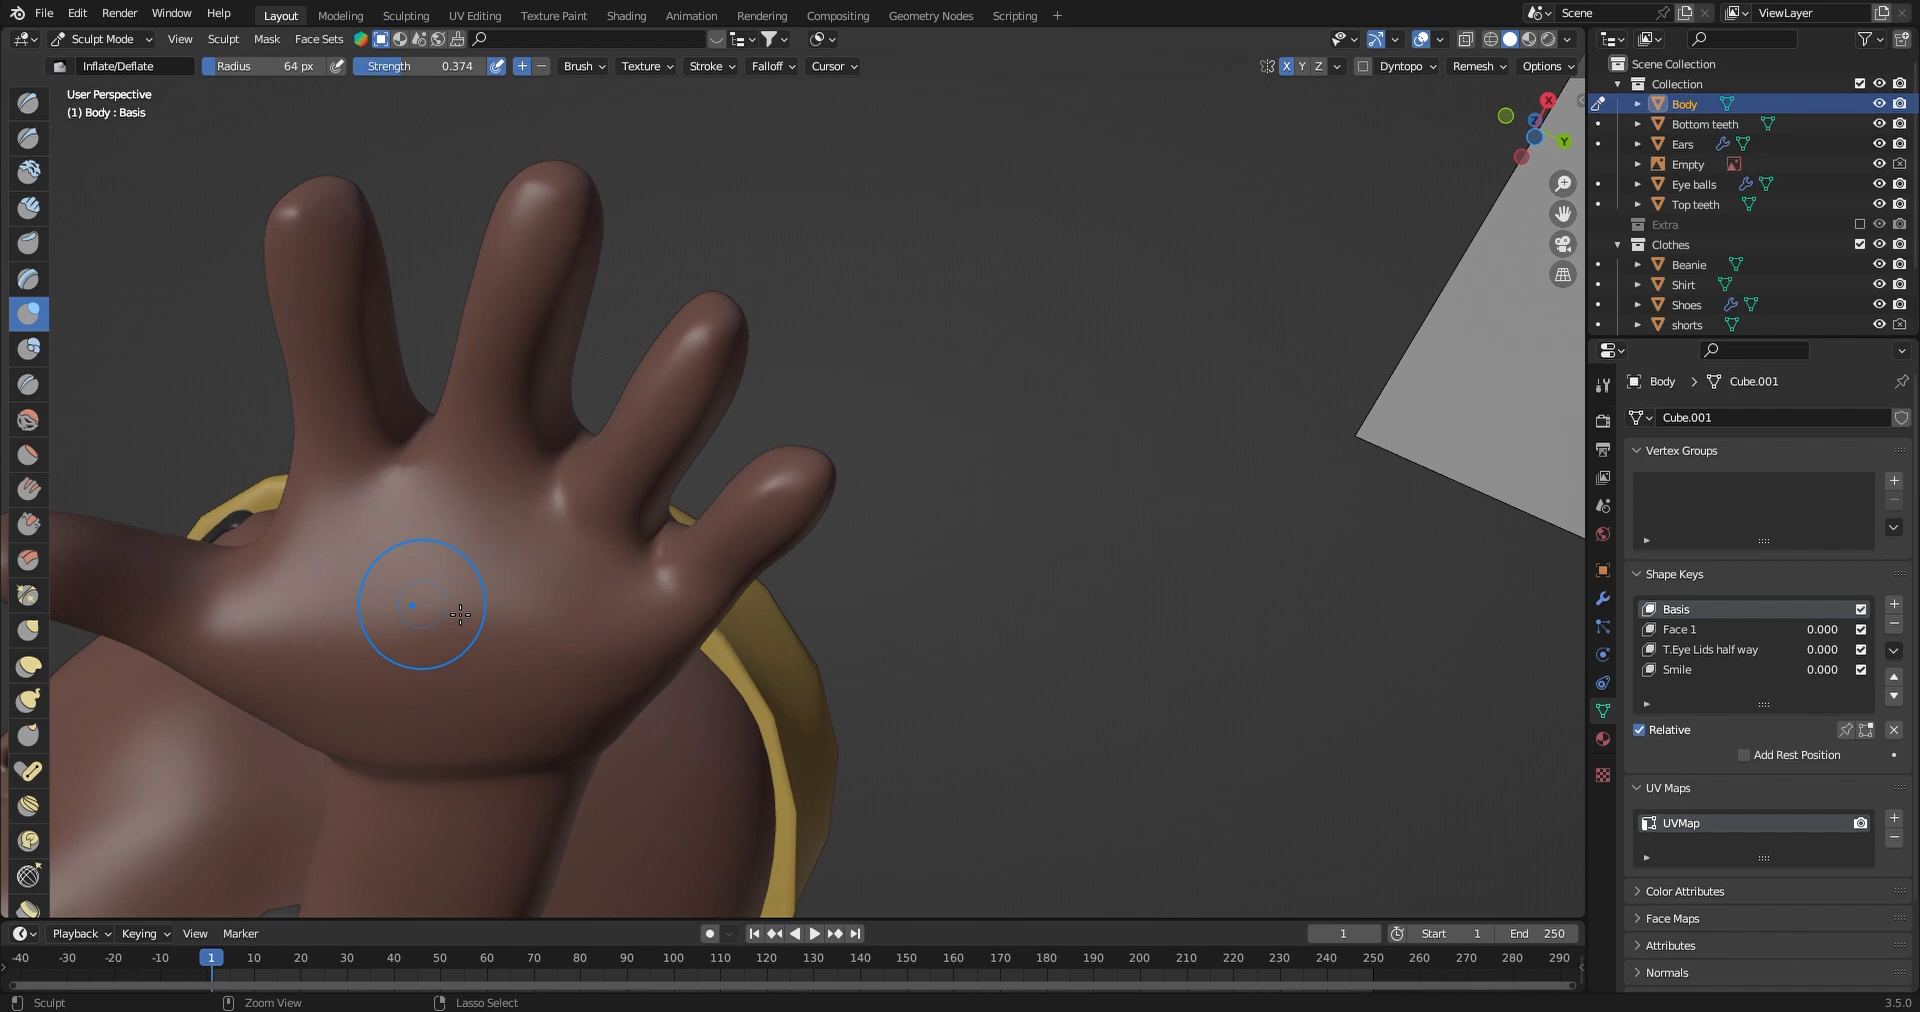 File Edit Render Window Help Layout Modeling Sculpting UV Editing Texture Paint Shading Animation Rendering Compositing Geometry Nodes Scripting + Scene ViewLayer
Sculpt Mode View Sculpt Mask Face Sets
Inflate/Deflate Radius 64 px Strength 0.374 Brush Texture Stroke Falloff Cursor X Y Z Dyntopo Remesh Options
User Perspective
(1) Body : Basis
X
Z
Y
Scene Collection
Collection
Body
Bottom teeth
Ears
Empty
Eye balls
Top teeth
Extra
Clothes
Beanie
Shirt
Shoes
shorts
Body > Cube.001
Cube.001
Vertex Groups
Shape Keys
Basis
Face 1 0.000
T.Eye Lids half way 0.000
Smile 0.000
Relative
Add Rest Position
UV Maps
UVMap
Color Attributes
Face Maps
Attributes
Normals
Playback Keying View Marker 1 Start 1 End 250
-40 -30 -20 -10 1 10 20 30 40 50 60 70 80 90 100 110 120 130 135 140 150 160 170 180 190 200 210 220 230 240 250 260 270 280 290
Sculpt Zoom View Lasso Select 3.5.0